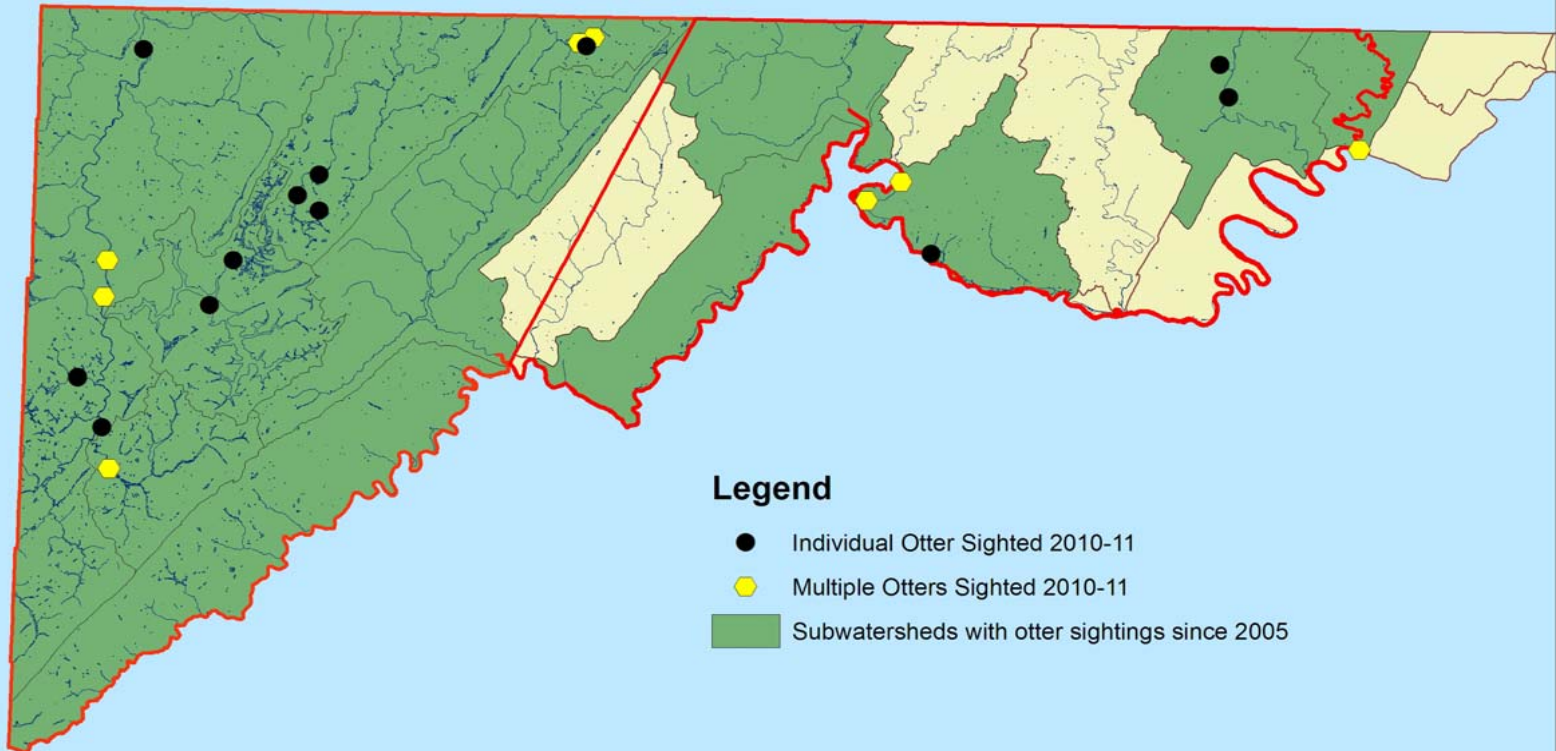 Legend
Individual Otter Sighted 2010-11
Multiple Otters Sighted 2010-11
Subwatersheds with otter sightings since 2005